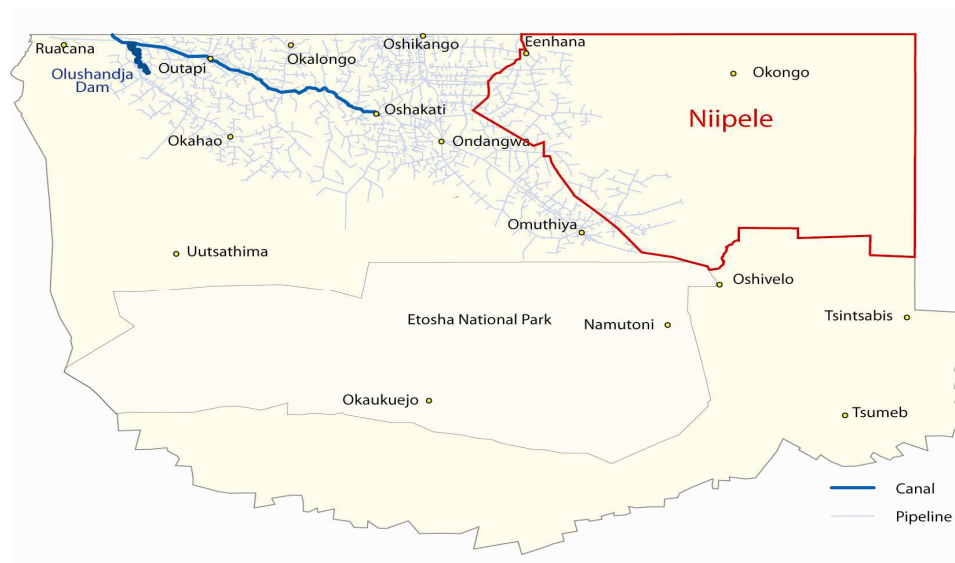 Oshikango
Eenhana
Ruacana
Okalongo
Outapi
Olushandja
Dam
Okongo
Oshakati
Niipele
Okahao
Ondangwa
Omuthiya
Uutsathima
Oshivelo
Etosha National Park
Namutoni
Tsintsabis
Okaukuejo
Tsumeb
Canal
Pipeline